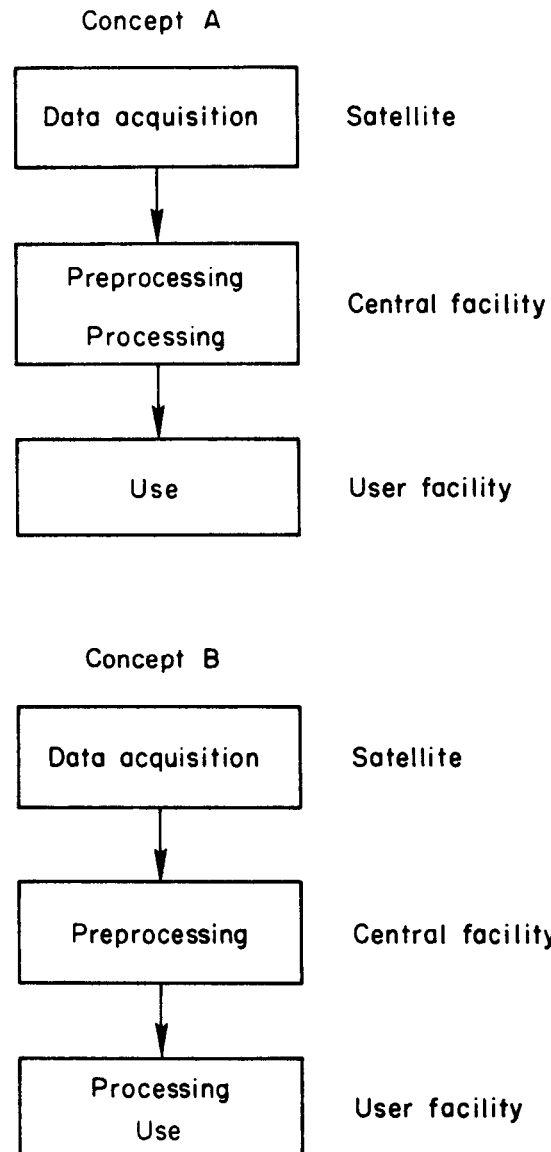 Concept A
Data acquisition
Satellite
Preprocessing
Processing
Central facility
Use
User facility
Concept B
Data acquisition
Satellite
Preprocessing
Central facility
Processing
Use
User facility